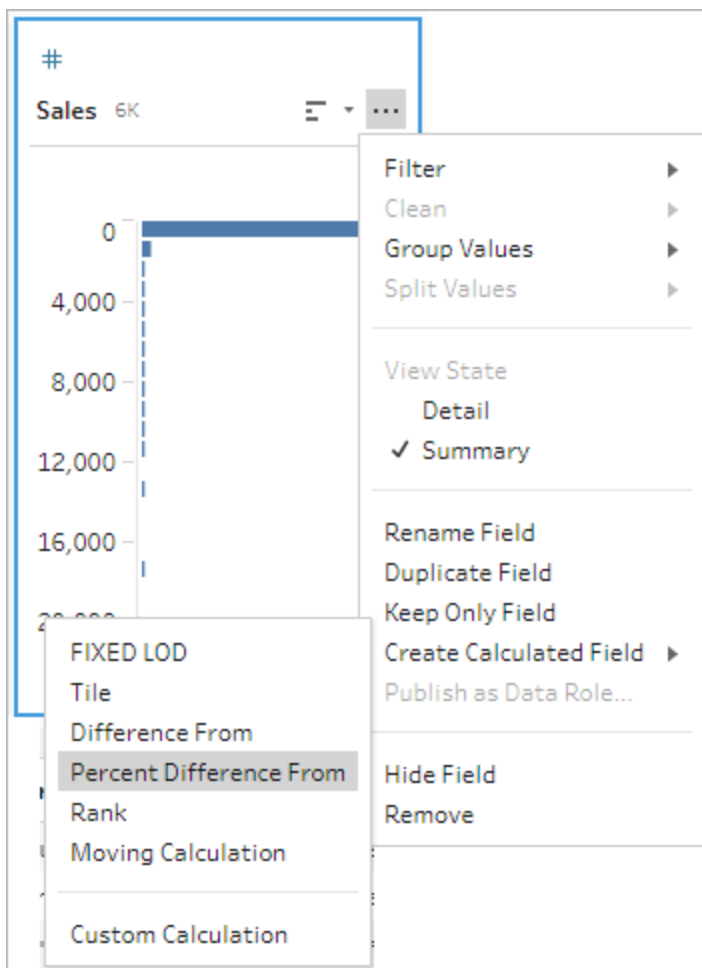 #
Sales 6K
0
4,000
8,000
12,000
16,000
Filter
Clean
Group Values
Split Values
View State
Detail
✓ Summary
Rename Field
Duplicate Field
Keep Only Field
Create Calculated Field
Publish as Data Role...
Hide Field
Remove
FIXED LOD
Tile
Difference From
Percent Difference From
Rank
Moving Calculation
Custom Calculation